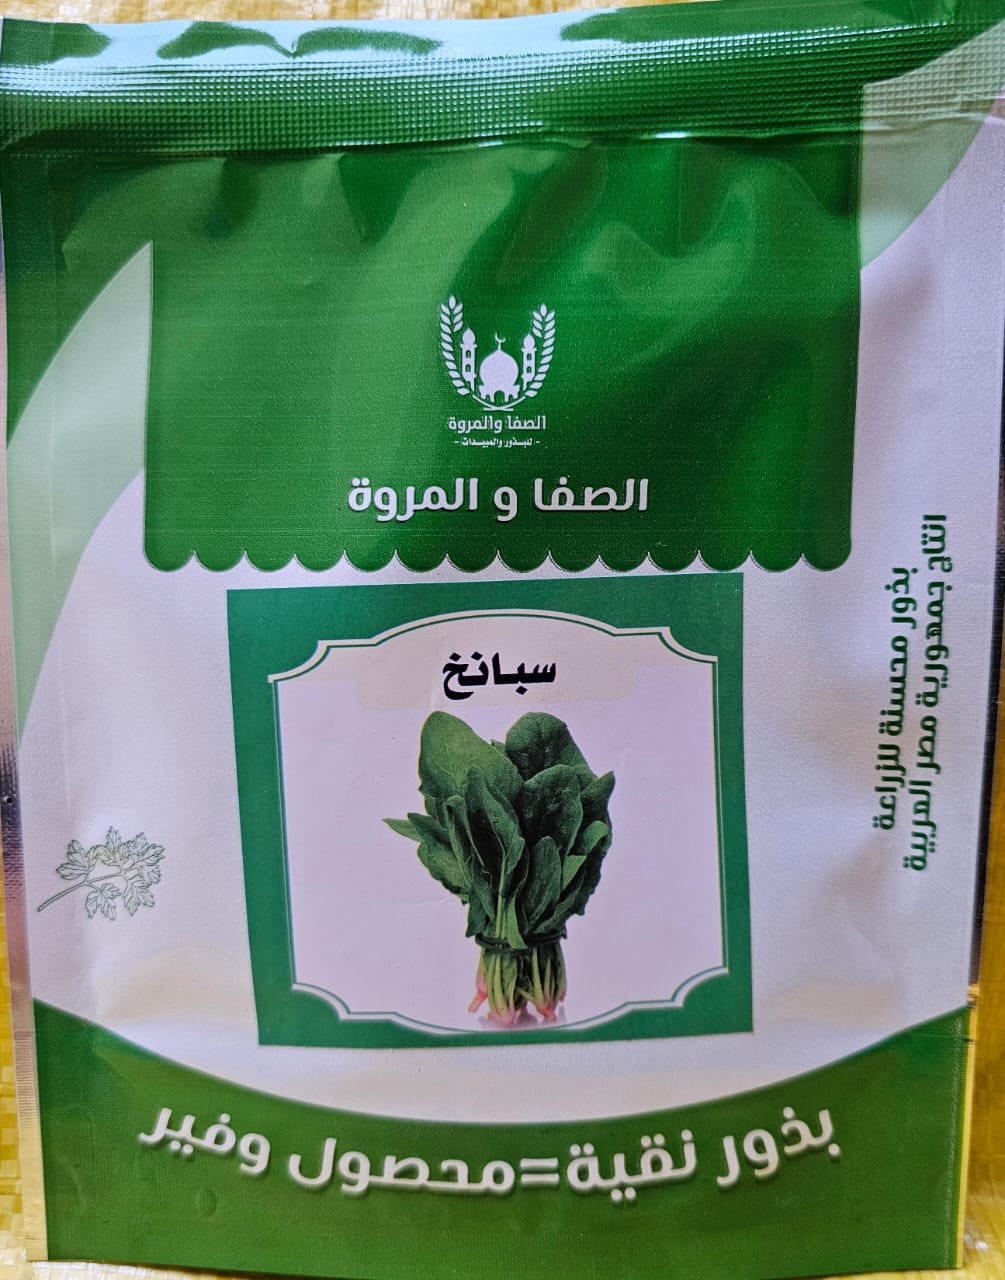 الصفا والمروة
- للبذور والمبيدات -
الصفا و المروة
سبانخ
انتاج جمهورية مصر العربية
بذور محسنة للزراعة
بذور نقية=محصول وفير